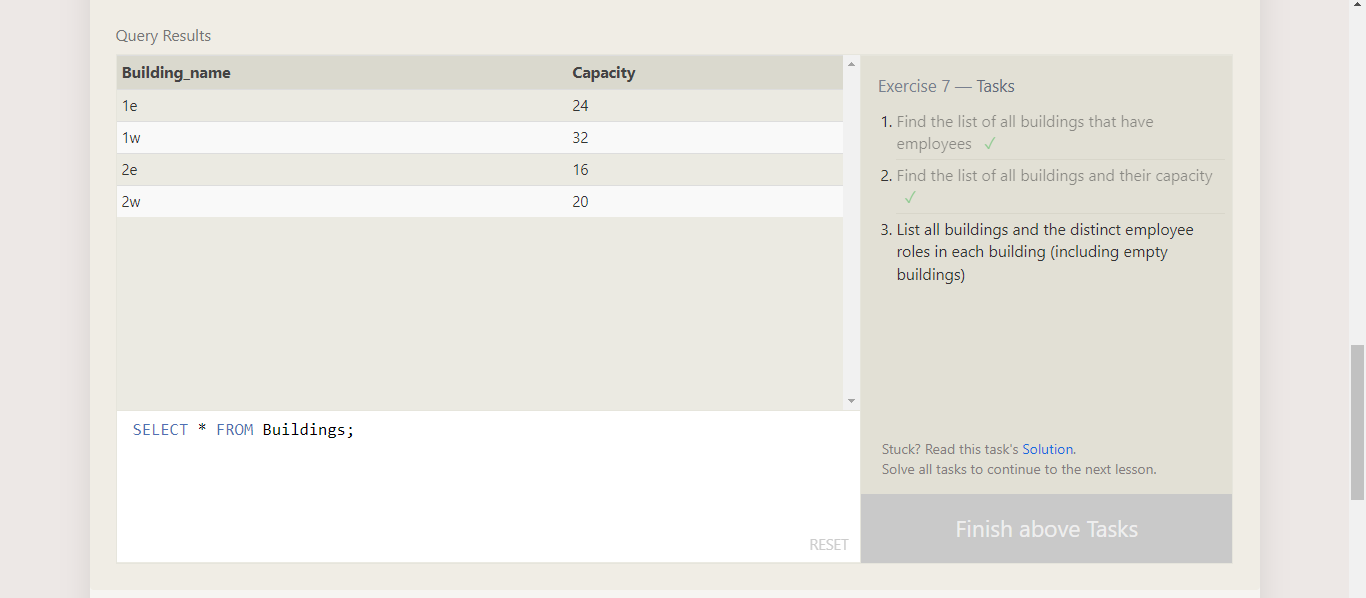 Query Results
Building_name Capacity
1e 24
1w 32
2e 16
2w 20
SELECT * FROM Buildings;
RESET
Exercise 7 — Tasks
1. Find the list of all buildings that have
employees ✓
2. Find the list of all buildings and their capacity
✓
3. List all buildings and the distinct employee
roles in each building (including empty
buildings)
Stuck? Read this task's Solution.
Solve all tasks to continue to the next lesson.
Finish above Tasks